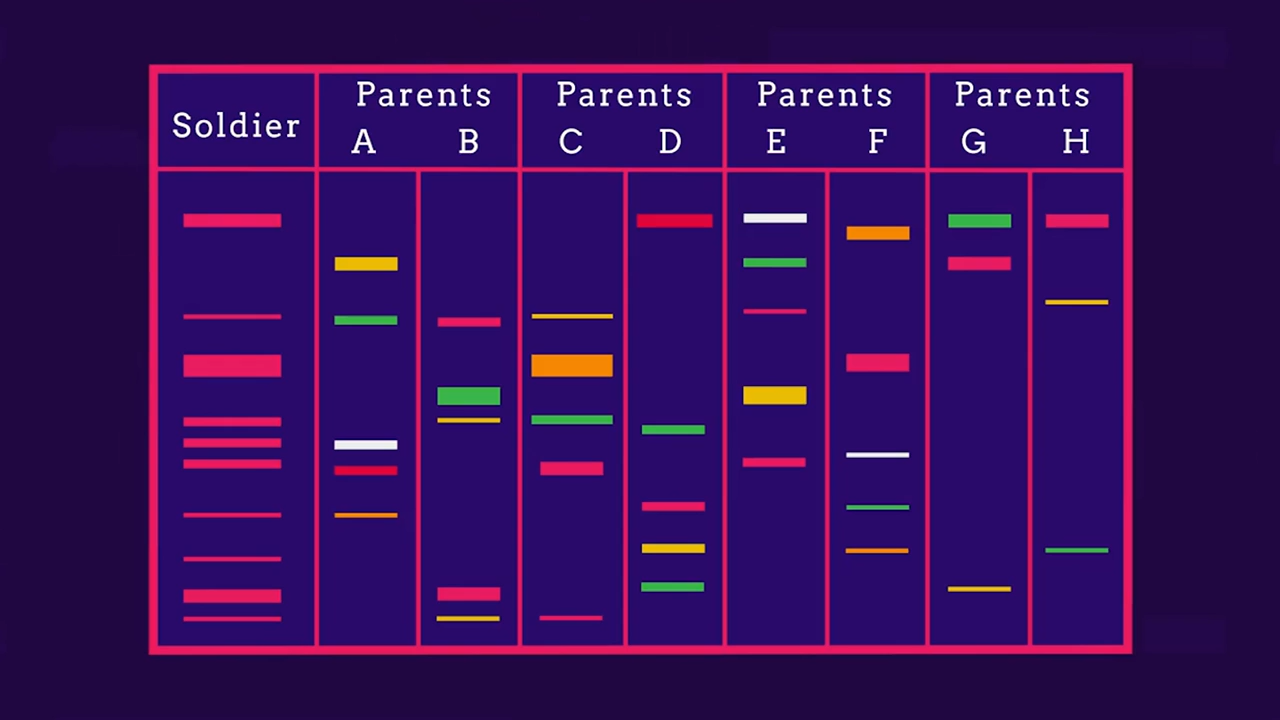 Soldier
Parents
A B
Parents
C D
Parents
E F
Parents
G H